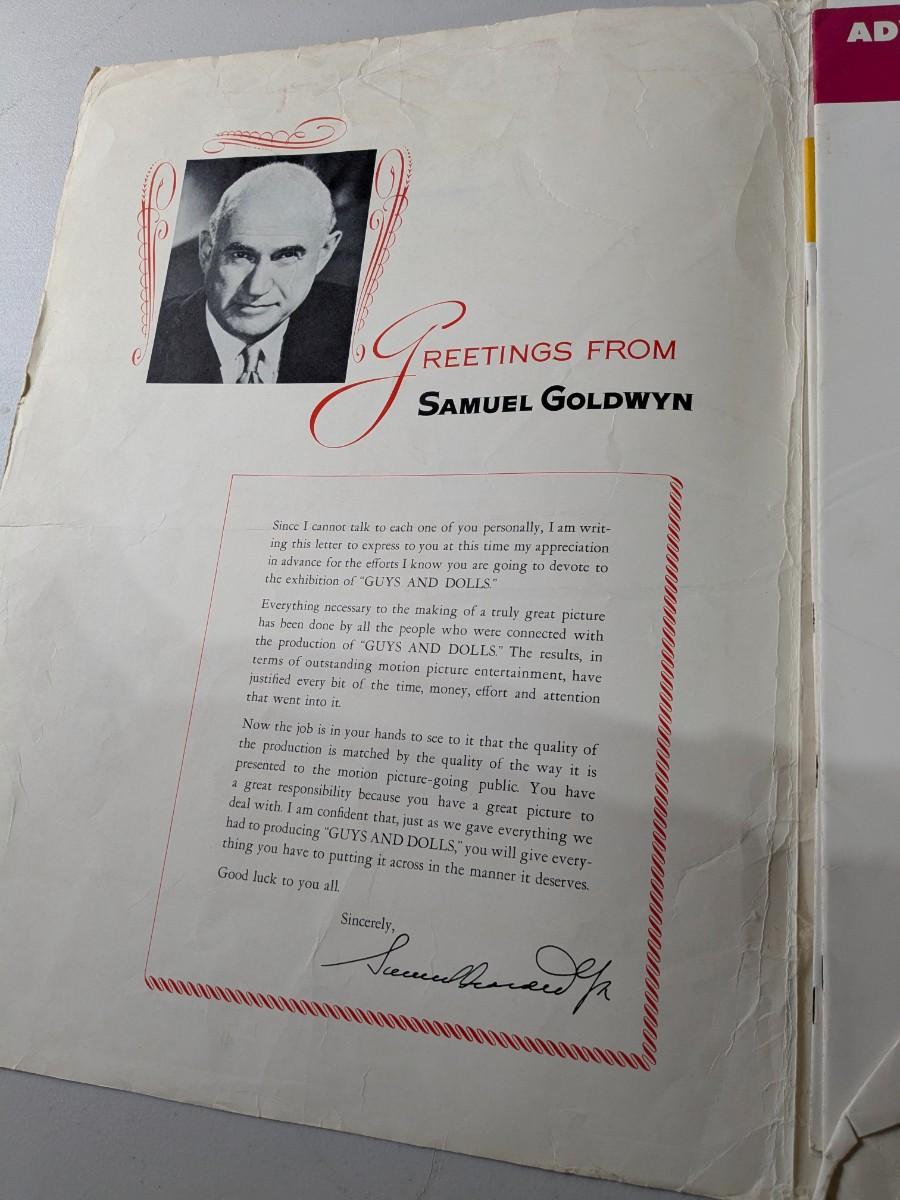 AD
GREETINGS FROM
SAMUEL GOLDWYN
Since I cannot talk to each one of you personally, I am writ-
ing this letter to express to you at this time my appreciation
in advance for the efforts I know you are going to devote to
the exhibition of "GUYS AND DOLLS."
Everything necessary to the making of a truly great picture
has been done by all the people who were connected with
the production of "GUYS AND DOLLS." The results, in
terms of outstanding motion picture entertainment, have
justified every bit of the time, money, effort and attention
that went into it.
Now the job is in your hands to see to it that the quality of
the production is matched by the quality of the way it is
presented to the motion picture-going public. You have
a great responsibility because you have a great picture to
deal with. I am confident that, just as we gave everything we
had to producing "GUYS AND DOLLS," you will give every-
thing you have to putting it across in the manner it deserves.
Good luck to you all.
Sincerely,